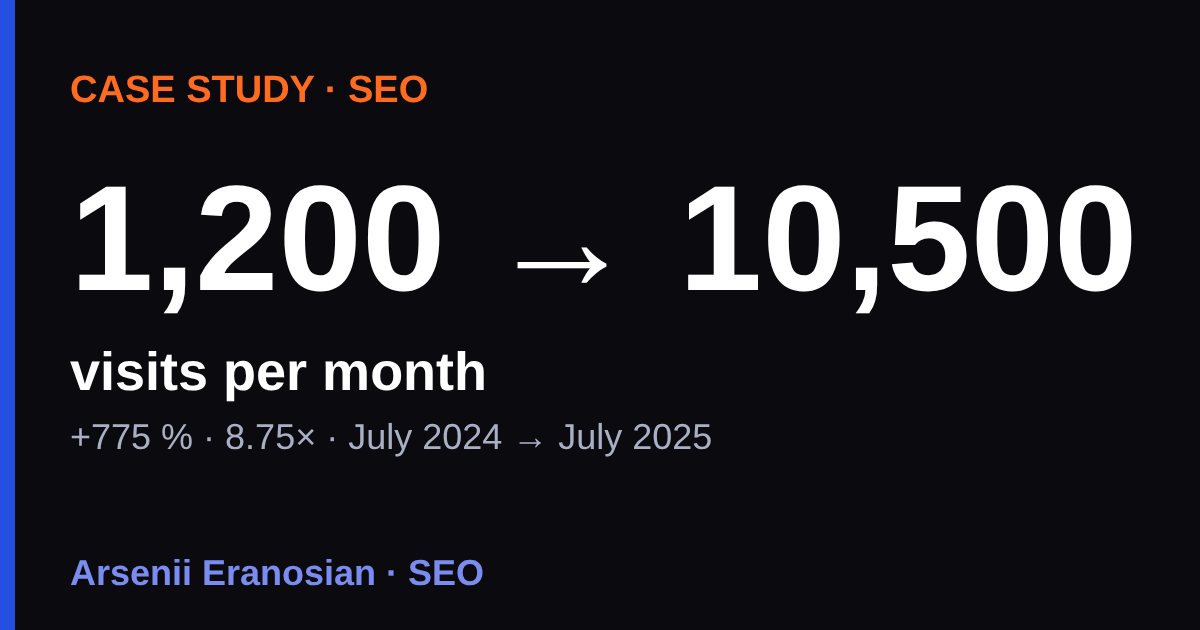 CASE STUDY · SEO
1,200 → 10,500
visits per month
+775 % · 8.75× · July 2024 → July 2025
Arsenii Eranosian · SEO